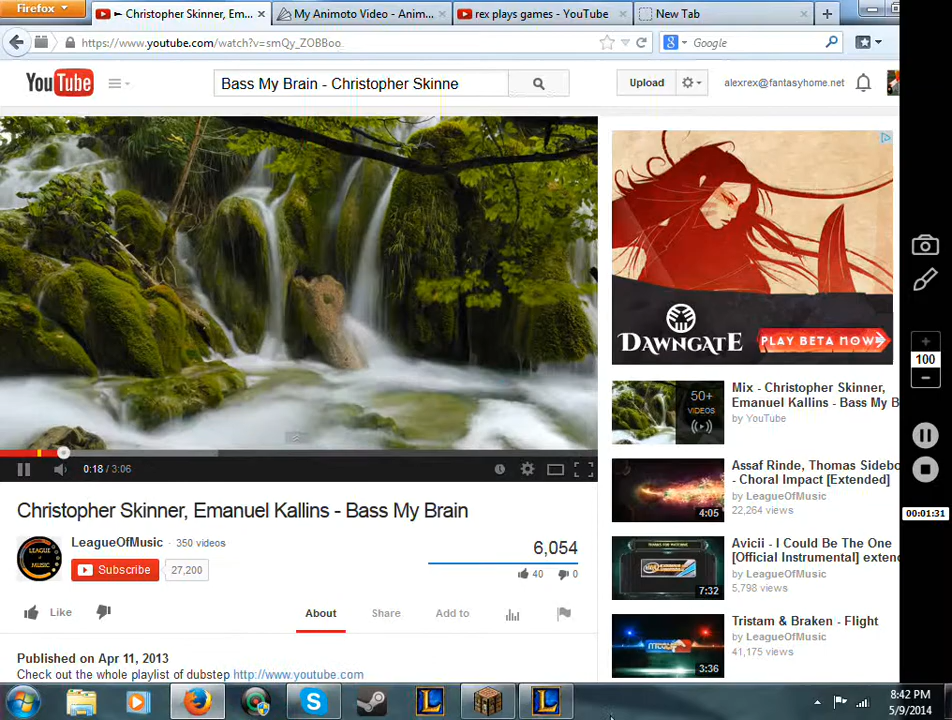 Firefox
Christopher Skinner, Em...
My Animoto Video - Anim...
rex plays games - YouTube
New Tab
https://www.youtube.com/watch?v=smQy_ZOBBoo
Google
YouTube
Bass My Brain - Christopher Skinne
Upload
alexrex@fantasyhome.net
DAWNGATE
PLAY BETA NOW
100
00:01:31
0:18 / 3:06
50+
VIDEOS
Mix - Christopher Skinner,
Emanuel Kallins - Bass My B
by YouTube
Assaf Rinde, Thomas Sidebo
- Choral Impact [Extended]
by LeagueOfMusic
22,264 views
4:05
Avicii - I Could Be The One
[Official Instrumental] exten
by LeagueOfMusic
5,798 views
7:32
Tristam & Braken - Flight
by LeagueOfMusic
41,175 views
3:36
Christopher Skinner, Emanuel Kallins - Bass My Brain
LEAGUE
OF
MUSIC
LeagueOfMusic · 350 videos
Subscribe
27,200
6,054
40
0
Like
About
Share
Add to
Published on Apr 11, 2013
Check out the whole playlist of dubstep http://www.youtube.com
8:42 PM
5/9/2014